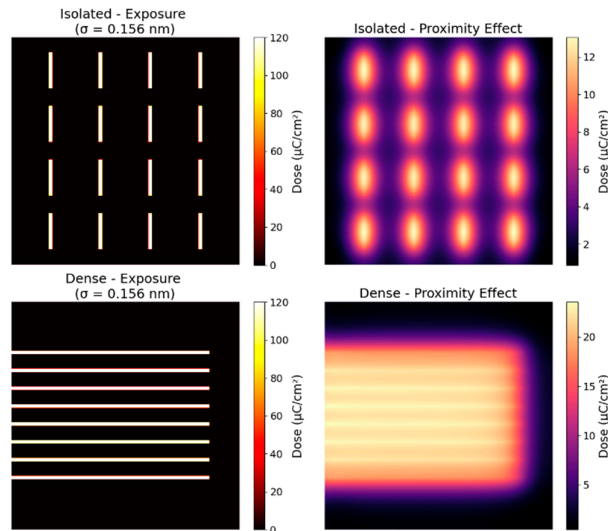 Isolated - Exposure
(σ = 0.156 nm)
120
100
80
60
40
20
0
Dose (μC/cm²)
Isolated - Proximity Effect
12
10
8
6
4
2
Dose (μC/cm²)
Dense - Exposure
(σ = 0.156 nm)
120
100
80
60
40
20
0
Dose (μC/cm²)
Dense - Proximity Effect
20
15
10
5
Dose (μC/cm²)